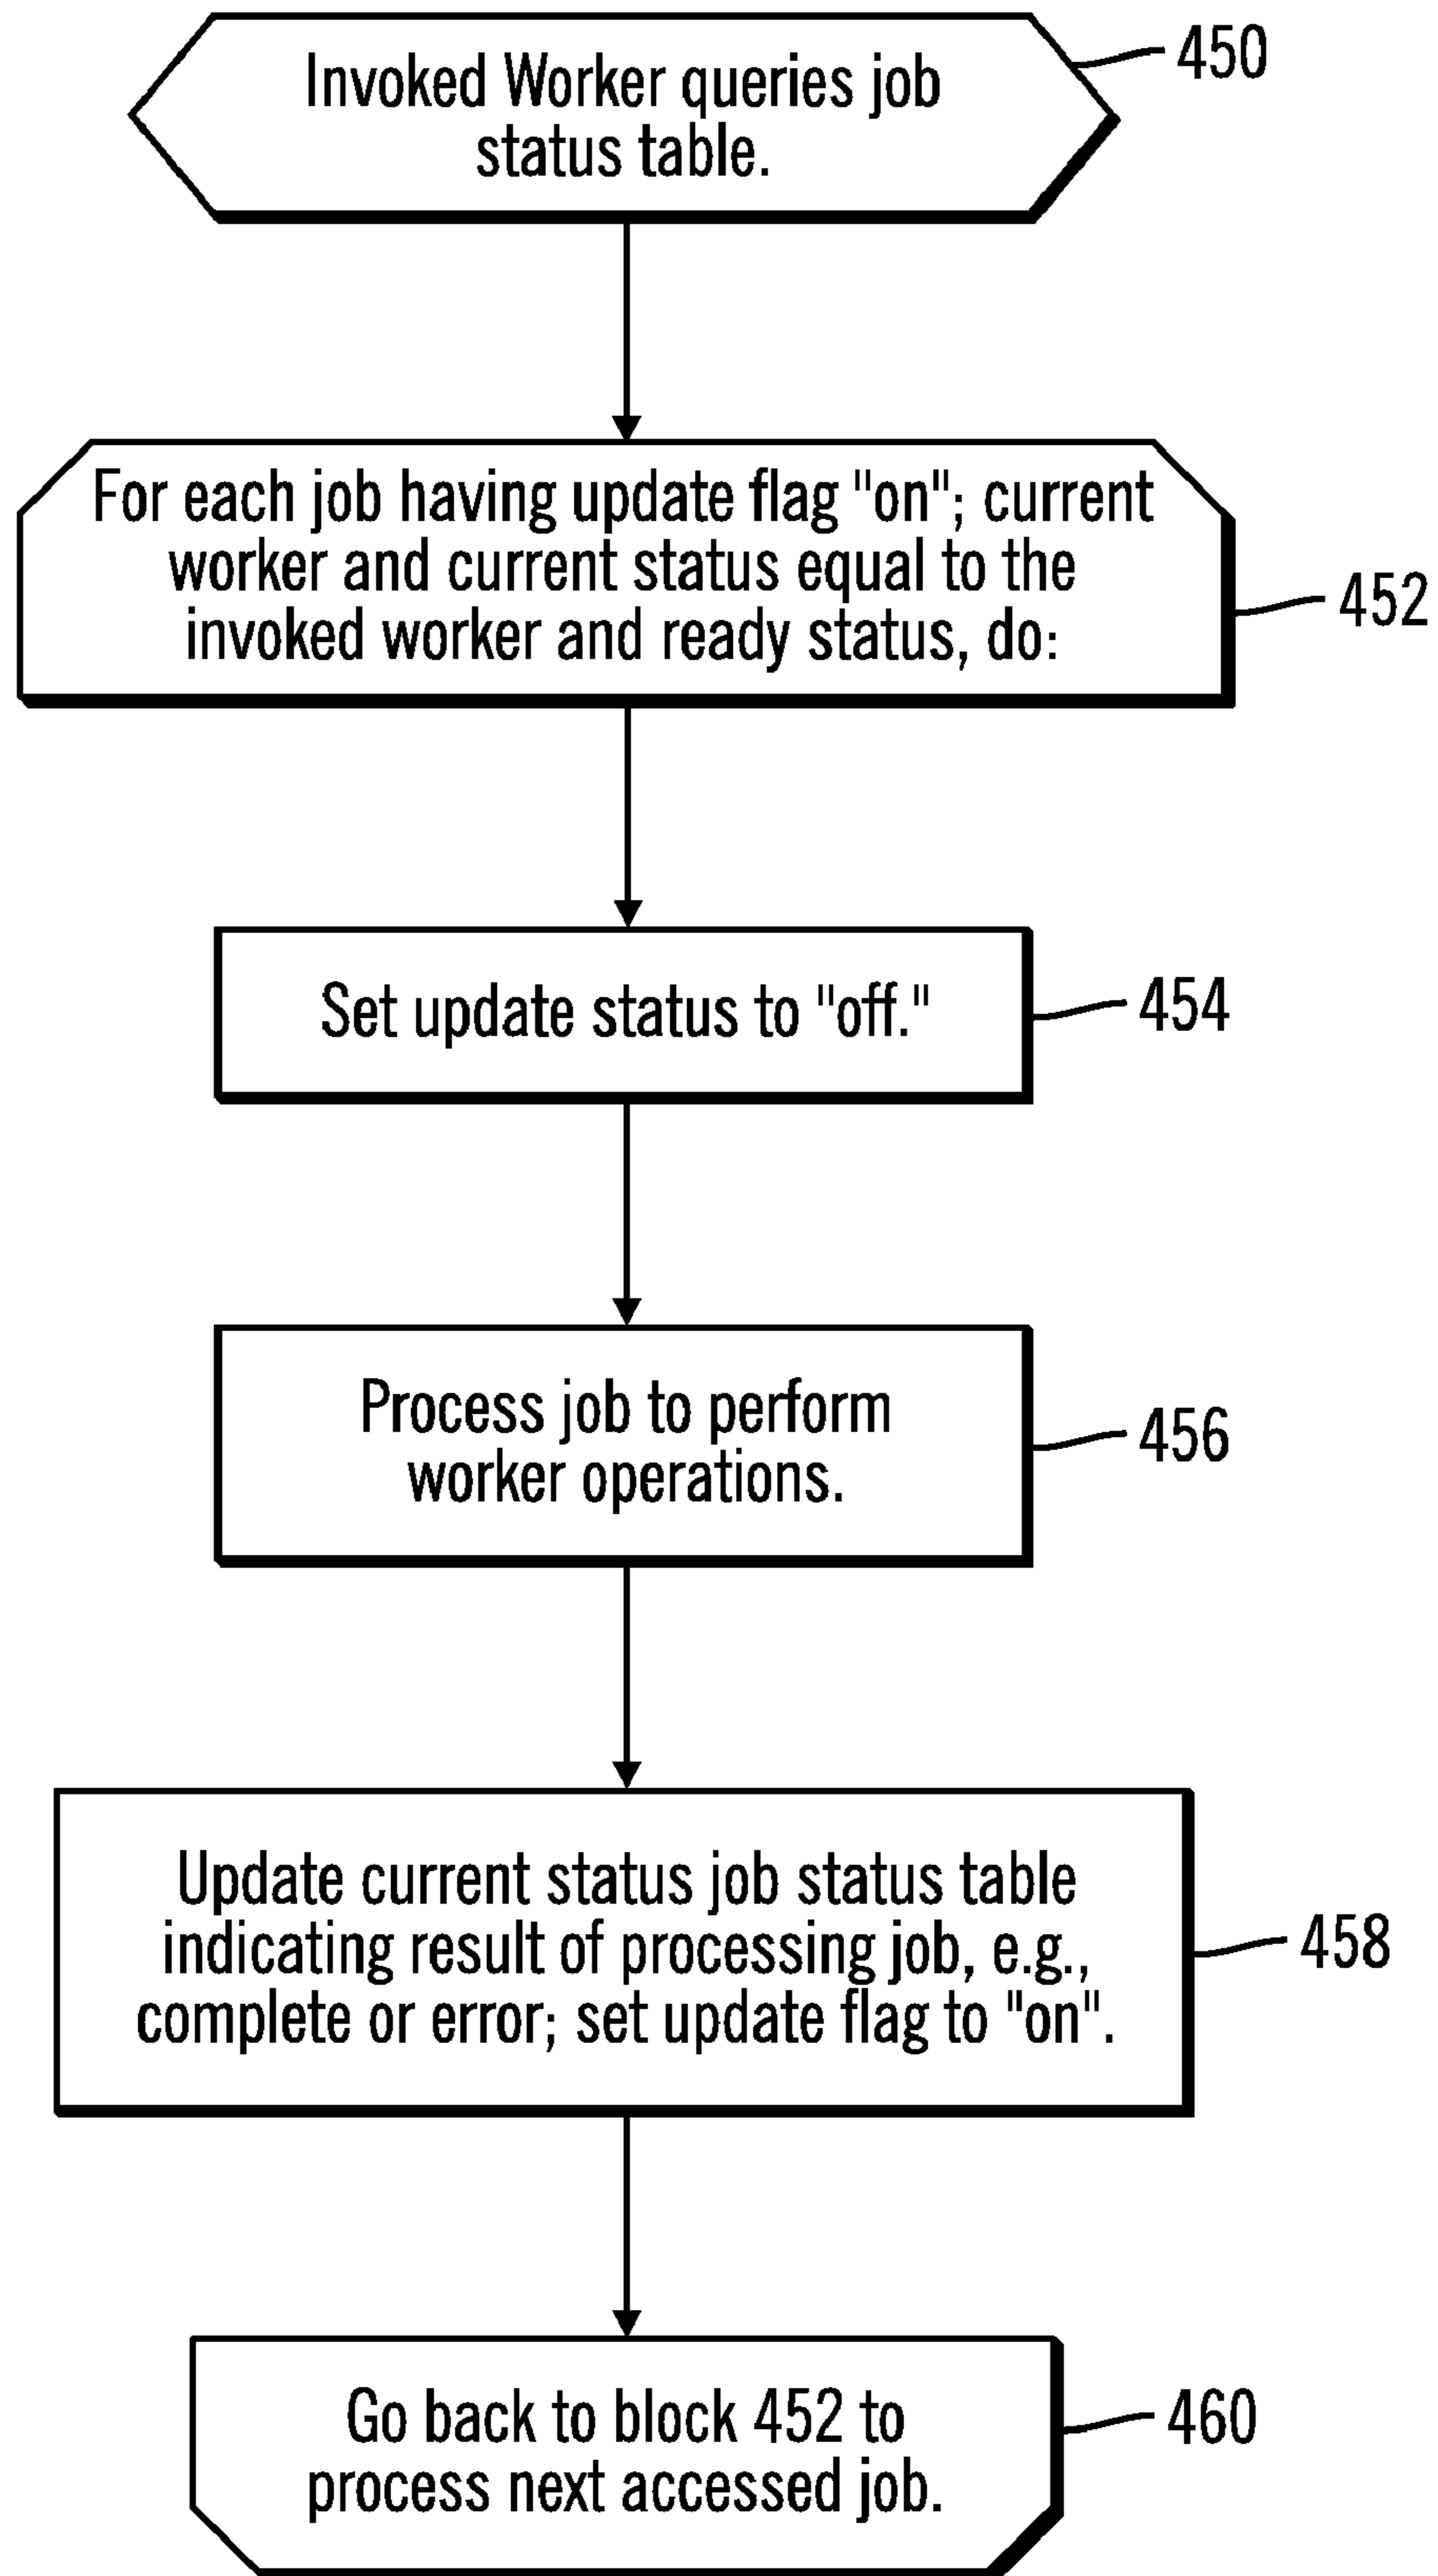 Invoked Worker queries job
status table.
450
For each job having update flag "on"; current
worker and current status equal to the
invoked worker and ready status, do:
452
Set update status to "off."
454
Process job to perform
worker operations.
456
Update current status job status table
indicating result of processing job, e.g.,
complete or error; set update flag to "on".
458
Go back to block 452 to
process next accessed job.
460